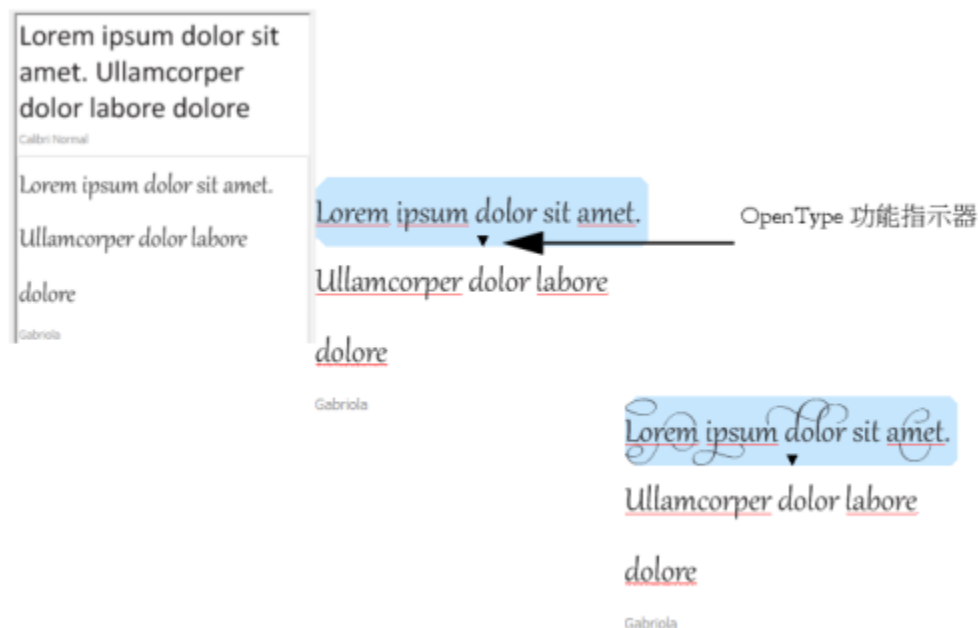 Lorem ipsum dolor sit
amet. Ullamcorper
dolor labore dolore
Calibri Normal
Lorem ipsum dolor sit amet.
Ullamcorper dolor labore
dolore
Gabriola
Lorem ipsum dolor sit amet.
Ullamcorper dolor labore
dolore
Gabriola
OpenType 功能指示器
Lorem ipsum dolor sit amet.
Ullamcorper dolor labore
dolore
Gabriola